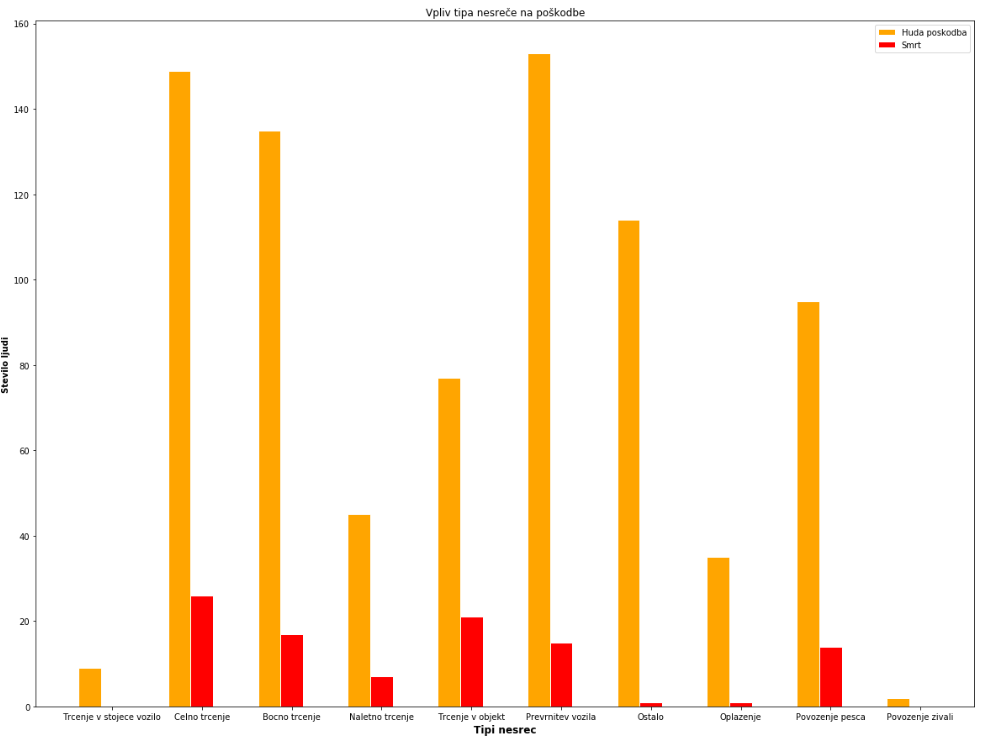 Vpliv tipa nesreče na poškodbe
Huda poskodba
Smrt
160
140
120
100
80
60
40
20
0
Število ljudi
Trcenje v stojece vozilo
Celno trcenje
Bocno trcenje
Naletno trcenje
Trcenje v objekt
Prevrnitev vozila
Ostalo
Oplazenje
Povozenje pesca
Povozenje zivali
Tipi nesrec